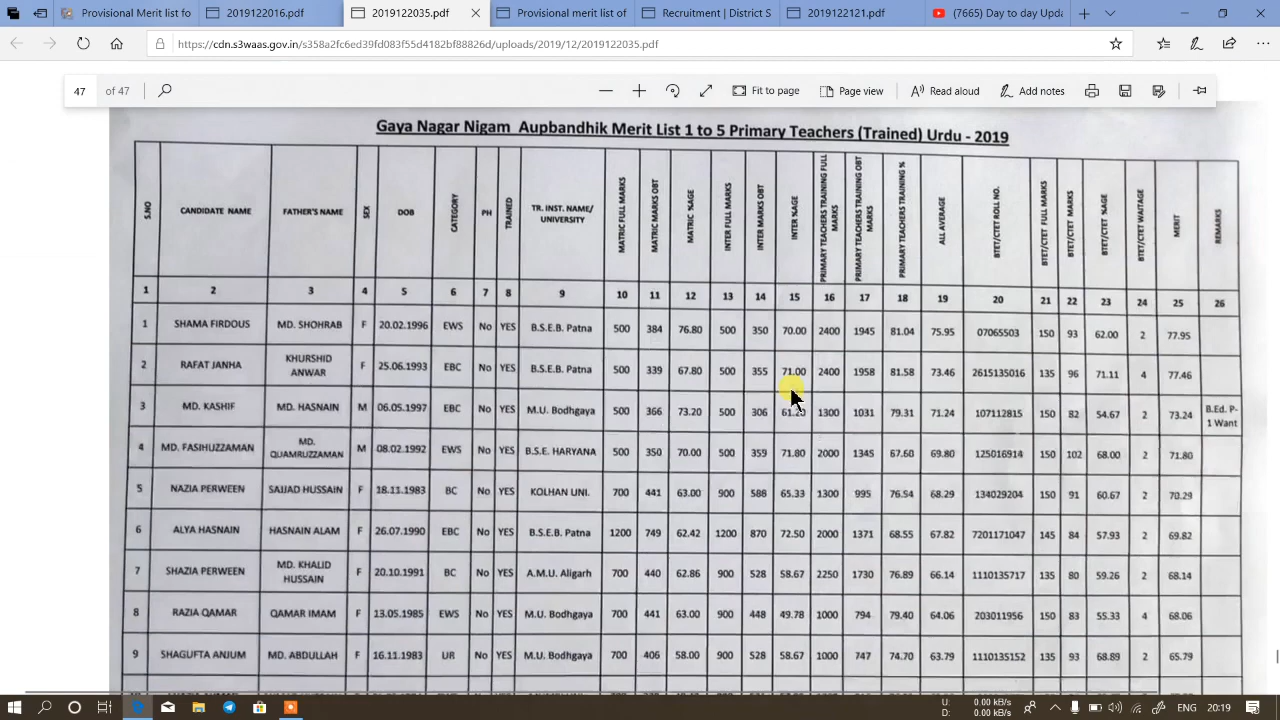 Provisional Merit list fo
2019122016.pdf
2019122035.pdf
Provisional merit list of
Recruitment | District S
2019122121.pdf
(7665) Day to day Upda
https://cdn.s3waas.gov.in/s358a2fc6ed39fd083f55d4182bf88826d/uploads/2019/12/2019122035.pdf
47 of 47 Fit to page Page view Read aloud Add notes
Gaya Nagar Nigam Aupbandhik Merit List 1 to 5 Primary Teachers (Trained) Urdu - 2019
S.NO CANDIDATE NAME FATHER'S NAME SEX DOB CATEGORY PH TRAINED TR. INST. NAME/ UNIVERSITY MATRIC FULL MARKS MATRIC MARKS OBT MATRIC %AGE INTER FULL MARKS INTER MARKS OBT INTER %AGE PRIMARY TEACHERS TRAINING FULL MARKS PRIMARY TEACHERS TRAINING OBT MARKS PRIMARY TEACHERS TRAINING % ALL AVERAGE BTET/CTET ROLL NO. BTET/CTET FULL MARKS BTET/CTET MARKS BTET/CTET %AGE BTET/CTET WAITAGE MERIT REMARKS
1 2 3 4 5 6 7 8 9 10 11 12 13 14 15 16 17 18 19 20 21 22 23 24 25 26
1 SHAMA FIRDOUS MD. SHOHRAB F 20.02.1996 EWS No YES B.S.E.B. Patna 500 384 76.80 500 350 70.00 2400 1945 81.04 75.95 07065503 150 93 62.00 2 77.95
2 RAFAT JANHA KHURSHID ANWAR F 25.06.1993 EBC No YES B.S.E.B. Patna 500 339 67.80 500 355 71.00 2400 1958 81.58 73.46 2615135016 135 96 71.11 4 77.46
3 MD. KASHIF MD. HASNAIN M 06.05.1997 EBC No YES M.U. Bodhgaya 500 366 73.20 500 306 61.20 1300 1031 79.31 71.24 107112815 150 82 54.67 2 73.24 B.Ed. P-1 Want
4 MD. FASIHUZZAMAN MD. QUAMRUZZAMAN M 08.02.1992 EWS No YES B.S.E. HARYANA 500 350 70.00 500 359 71.80 2000 1345 67.60 69.80 125016914 150 102 68.00 2 71.80
5 NAZIA PERWEEN SAJJAD HUSSAIN F 18.11.1983 BC No YES KOLHAN UNI. 700 441 63.00 900 588 65.33 1300 995 76.54 68.29 134029204 150 91 60.67 2 70.29
6 ALYA HASNAIN HASNAIN ALAM F 26.07.1990 EBC No YES B.S.E.B. Patna 1200 749 62.42 1200 870 72.50 2000 1371 68.55 67.82 7201171047 145 84 57.93 2 69.82
7 SHAZIA PERWEEN MD. KHALID HUSSAIN F 20.10.1991 BC No YES A.M.U. Aligarh 700 440 62.86 900 528 58.67 2250 1730 76.89 66.14 1110135717 135 80 59.26 2 68.14
8 RAZIA QAMAR QAMAR IMAM F 13.05.1985 EWS No YES M.U. Bodhgaya 700 441 63.00 900 448 49.78 1000 794 79.40 64.06 203011956 150 83 55.33 4 68.06
9 SHAGUFTA ANJUM MD. ABDULLAH F 16.11.1983 UR No YES M.U. Bodhgaya 700 406 58.00 900 528 58.67 1000 747 74.70 63.79 1110135152 135 93 68.89 2 65.79
U: 0.00 kB/s
D: 0.00 kB/s
ENG 20:19